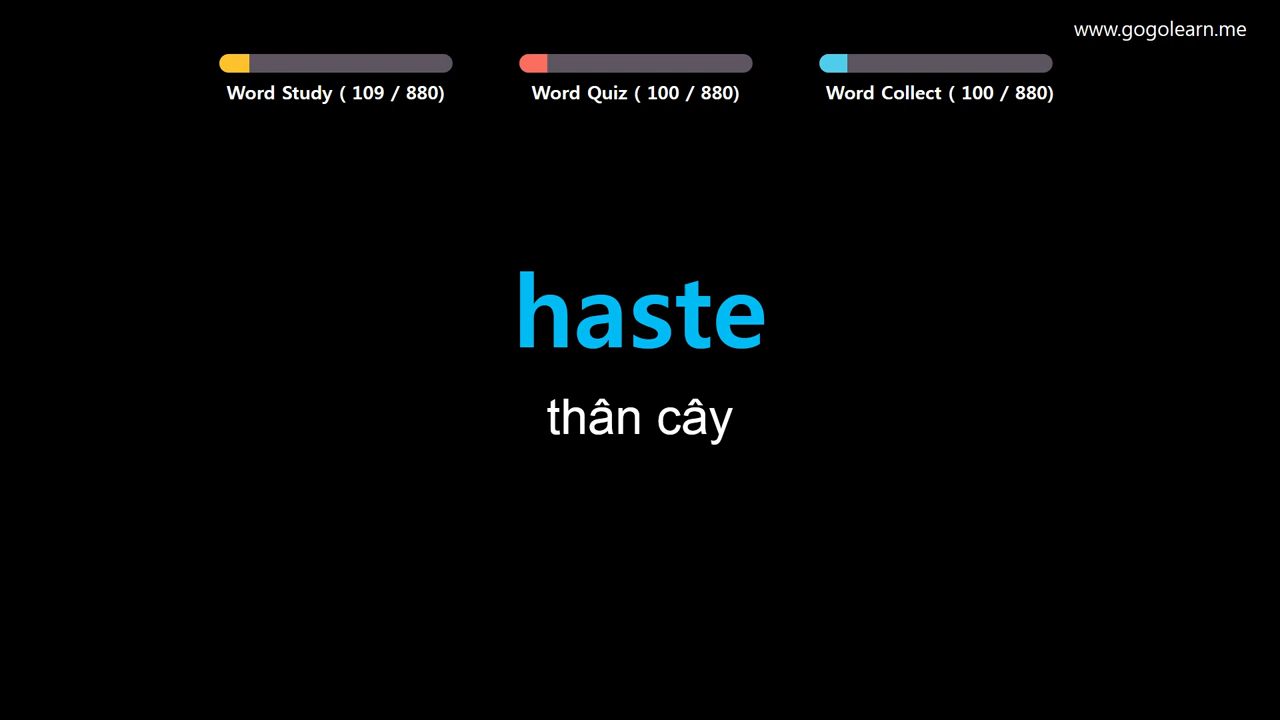 www.gogolearn.me
Word Study ( 109 / 880)
Word Quiz ( 100 / 880)
Word Collect ( 100 / 880)
haste
thân cây